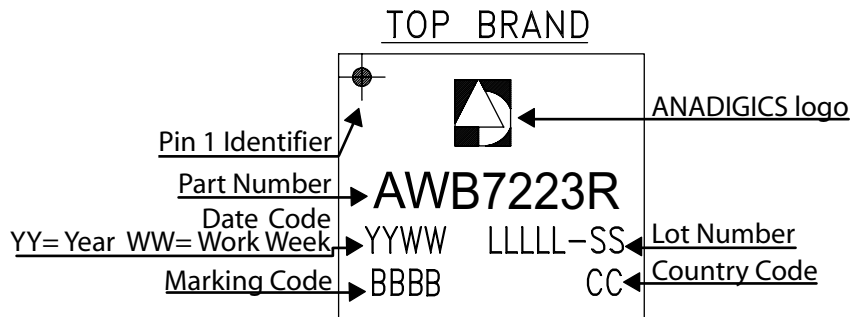 TOP BRAND
ANADIGICS logo
Pin 1 Identifier
Part Number
AWB7223R
Date Code
YY= Year WW= Work Week
YYWW LLLLL-SS
Lot Number
Marking Code
BBBB CC
Country Code